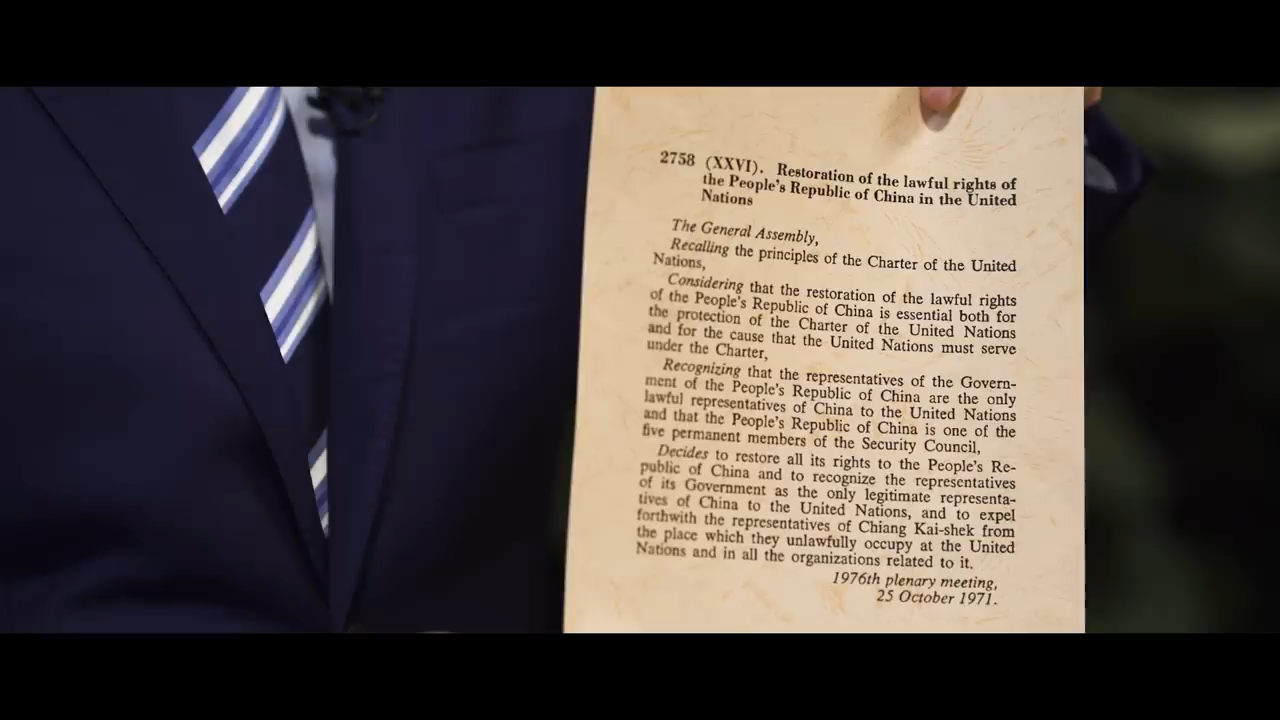 2758 (XXVI). Restoration of the lawful rights of
the People's Republic of China in the United
Nations
The General Assembly,
Recalling the principles of the Charter of the United
Nations,
Considering that the restoration of the lawful rights
of the People's Republic of China is essential both for
the protection of the Charter of the United Nations
and for the cause that the United Nations must serve
under the Charter,
Recognizing that the representatives of the Govern-
ment of the People's Republic of China are the only
lawful representatives of China to the United Nations
and that the People's Republic of China is one of the
five permanent members of the Security Council,
Decides to restore all its rights to the People's Re-
public of China and to recognize the representatives
of its Government as the only legitimate representa-
tives of China to the United Nations, and to expel
forthwith the representatives of Chiang Kai-shek from
the place which they unlawfully occupy at the United
Nations and in all the organizations related to it.
1976th plenary meeting,
25 October 1971.